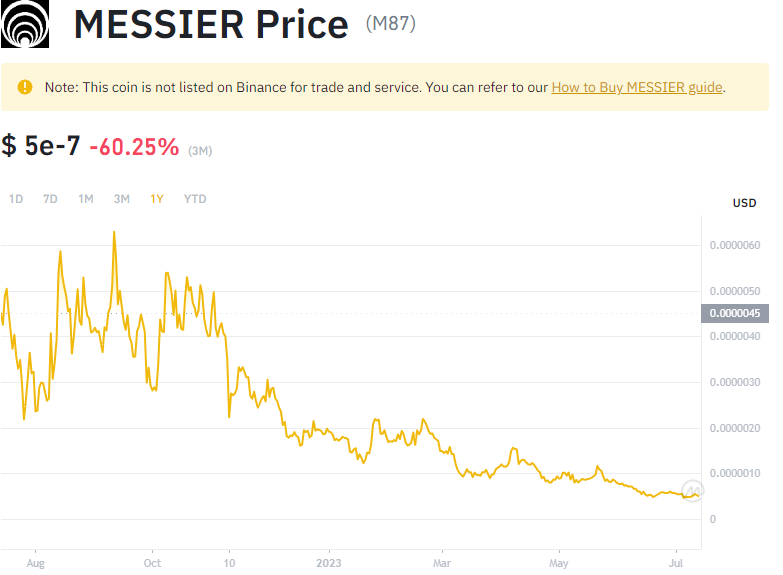 MESSIER Price (M87)
Note: This coin is not listed on Binance for trade and service. You can refer to our How to Buy MESSIER guide.
$ 5e-7 -60.25% (3M)
1D 7D 1M 3M 1Y YTD
USD
0.0000060
0.0000050
0.0000045
0.0000040
0.0000030
0.0000020
0.0000010
0
Aug Oct 10 2023 Mar May Jul